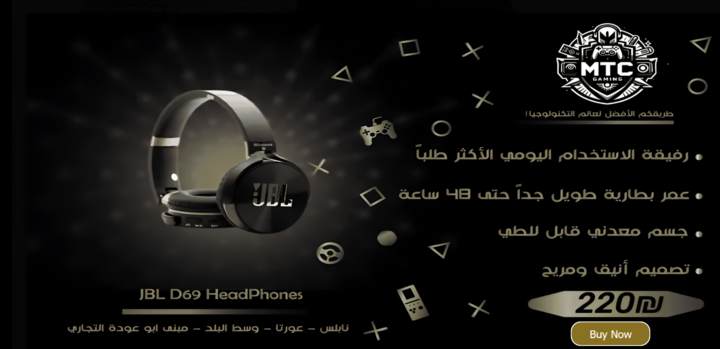 MTC
GAMING
طريقكم الأفضل لعالم التكنولوجيا!
رفيقة الاستخدام اليومي الأكثر طلباً
عمر بطارية طويل جداً حتى 48 ساعة
جسم معدني قابل للطي
تصميم أنيق ومريح
JBL
JBL D69 HeadPhones
نابلس - عورتا - وسط البلد - مبنى ابو عودة التجاري
220₪
Buy Now